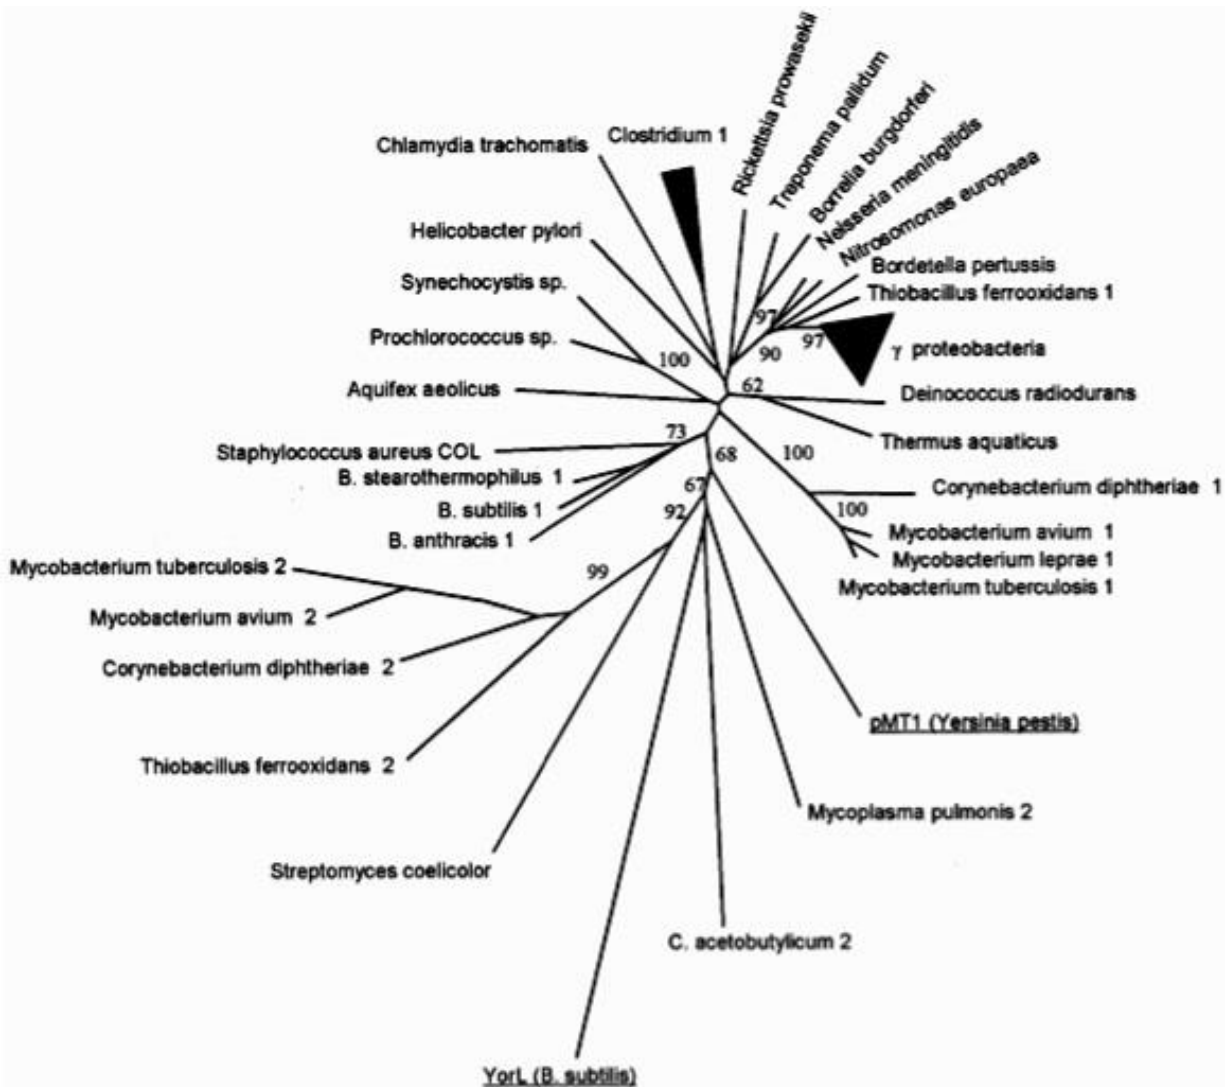 Chlamydia trachomatis
Clostridium 1
Rickettsia prowasekii
Treponema pallidum
Borrelia burgdorferi
Neisseria meningitidis
Nitrosomonas europaea
Helicobacter pylori
Bordetella pertussis
Synechocystis sp.
Thiobacillus ferrooxidans 1
97
97
Prochlorococcus sp.
100
90
γ proteobacteria
Aquifex aeolicus
62
Deinococcus radiodurans
73
Thermus aquaticus
Staphylococcus aureus COL
68
100
B. stearothermophilus 1
67
Corynebacterium diphtheriae 1
B. subtilis 1
92
100
B. anthracis 1
Mycobacterium avium 1
Mycobacterium tuberculosis 2
99
Mycobacterium leprae 1
Mycobacterium tuberculosis 1
Mycobacterium avium 2
Corynebacterium diphtheriae 2
pMT1 (Yersinia pestis)
Thiobacillus ferrooxidans 2
Mycoplasma pulmonis 2
Streptomyces coelicolor
C. acetobutylicum 2
YorL (B. subtilis)